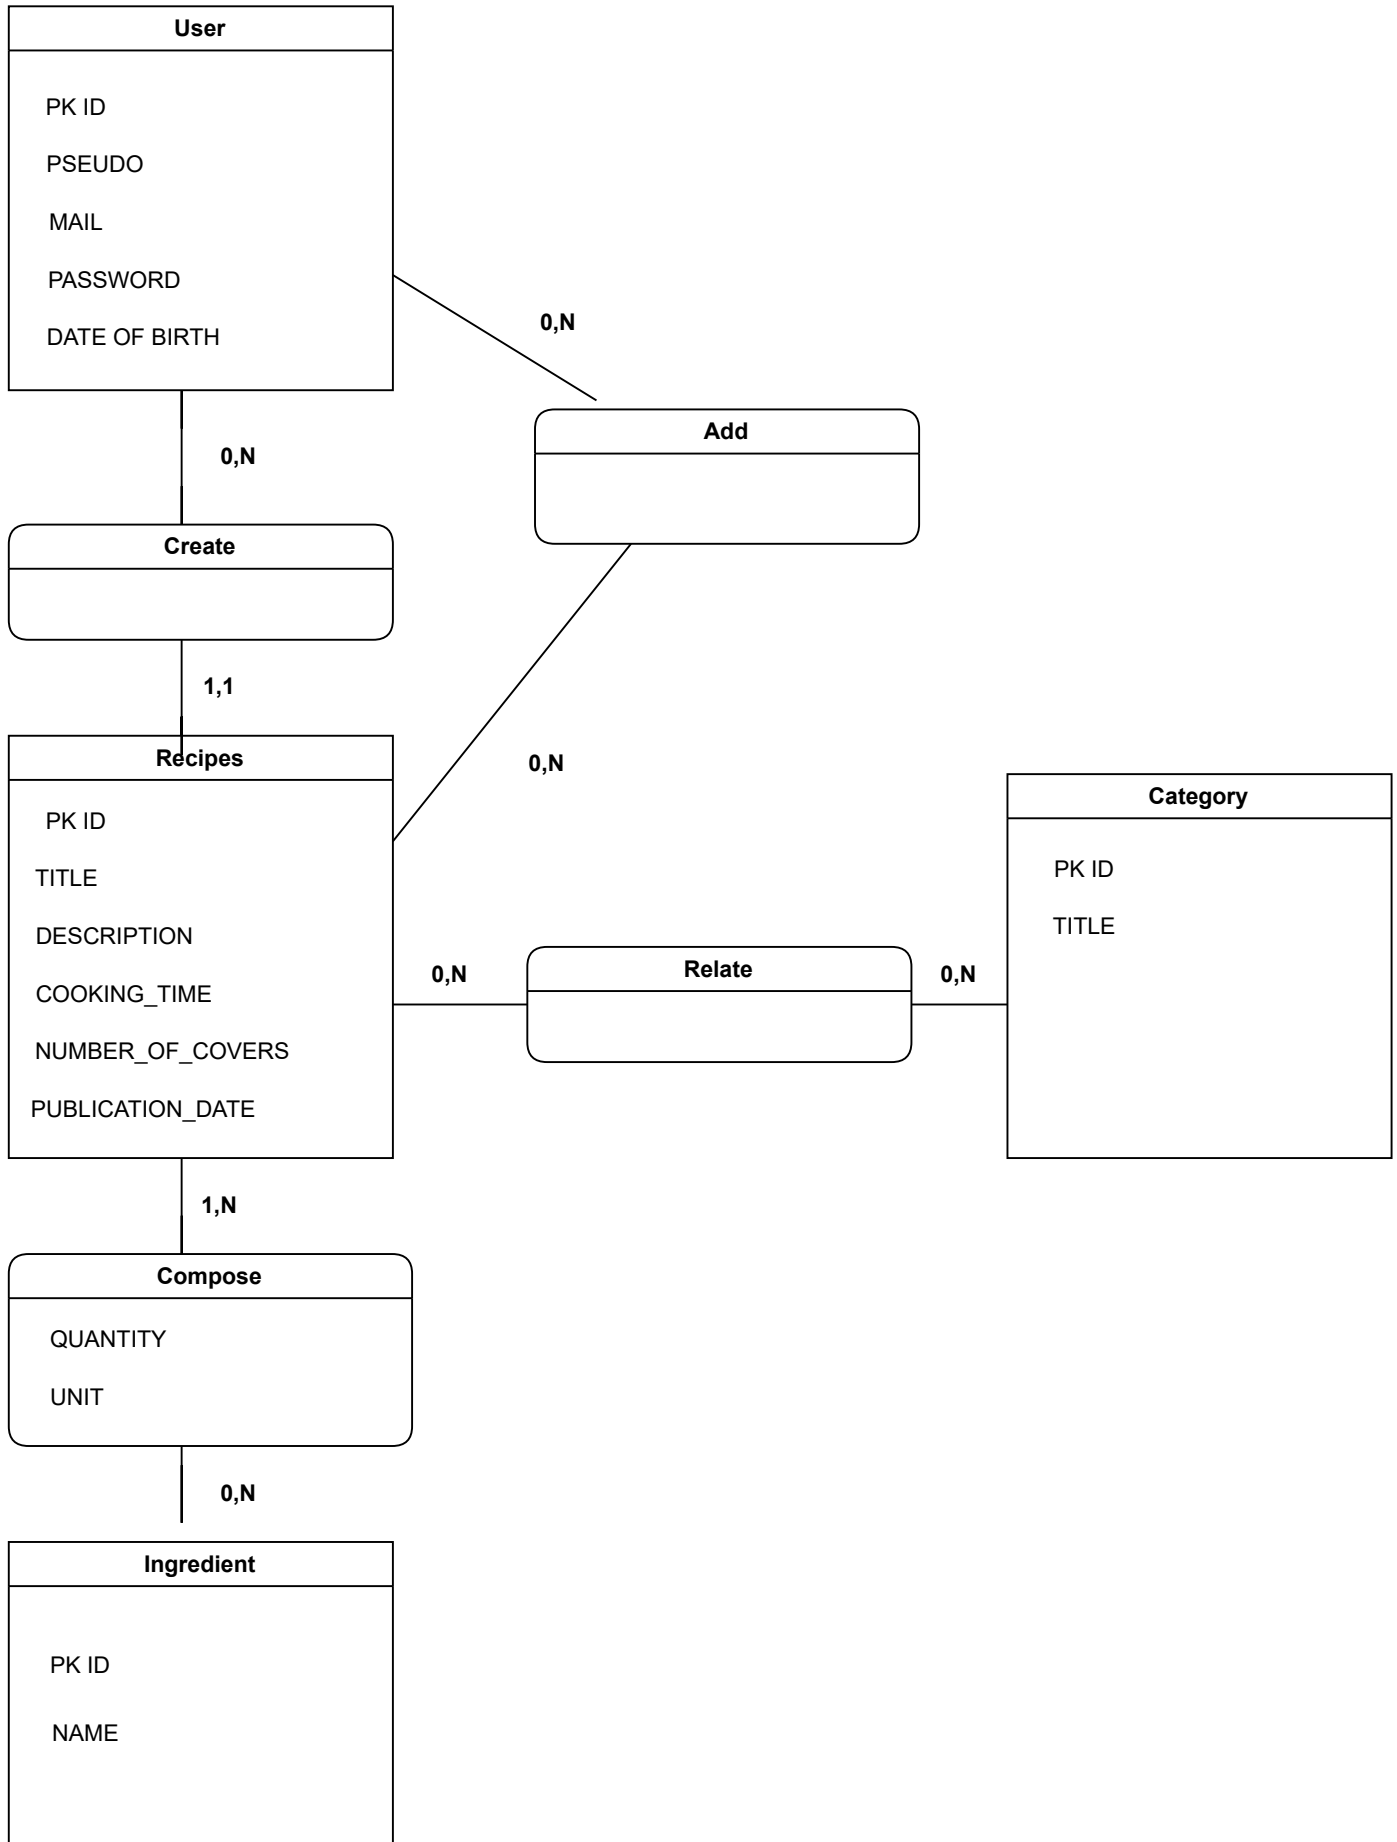 User
PK ID
PSEUDO
MAIL
PASSWORD
DATE OF BIRTH
0,N
Add
0,N
Create
1,1
0,N
Recipes
PK ID
TITLE
DESCRIPTION
COOKING_TIME
NUMBER_OF_COVERS
PUBLICATION_DATE
0,N
Relate
0,N
Category
PK ID
TITLE
1,N
Compose
QUANTITY
UNIT
0,N
Ingredient
PK ID
NAME